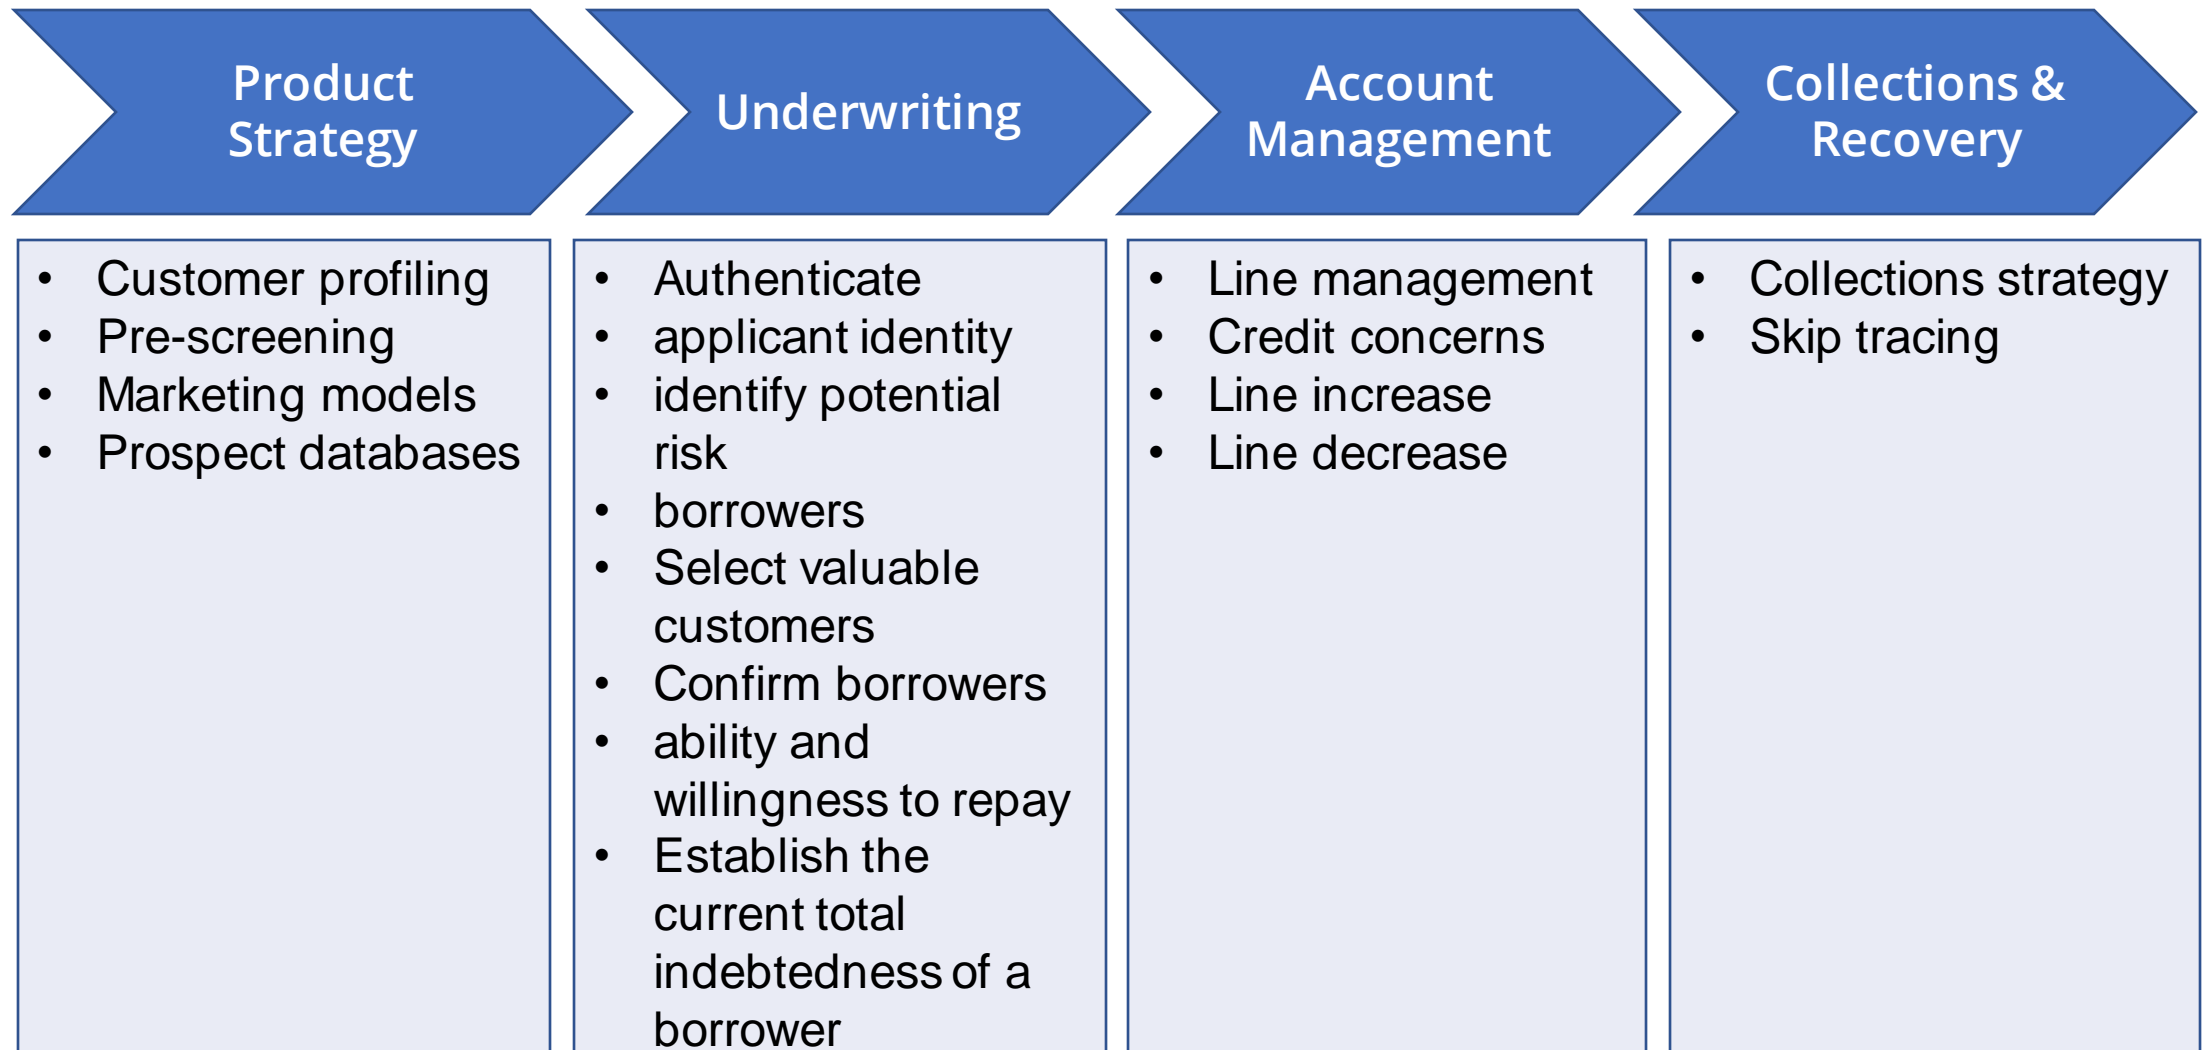 Product
Strategy
Underwriting
Account
Management
Collections &
Recovery
• Customer profiling
• Pre-screening
• Marketing models
• Prospect databases
• Authenticate
• applicant identity
• identify potential
risk
• borrowers
• Select valuable
customers
• Confirm borrowers
• ability and
willingness to repay
• Establish the
current total
indebtedness of a
borrower
• Line management
• Credit concerns
• Line increase
• Line decrease
• Collections strategy
• Skip tracing